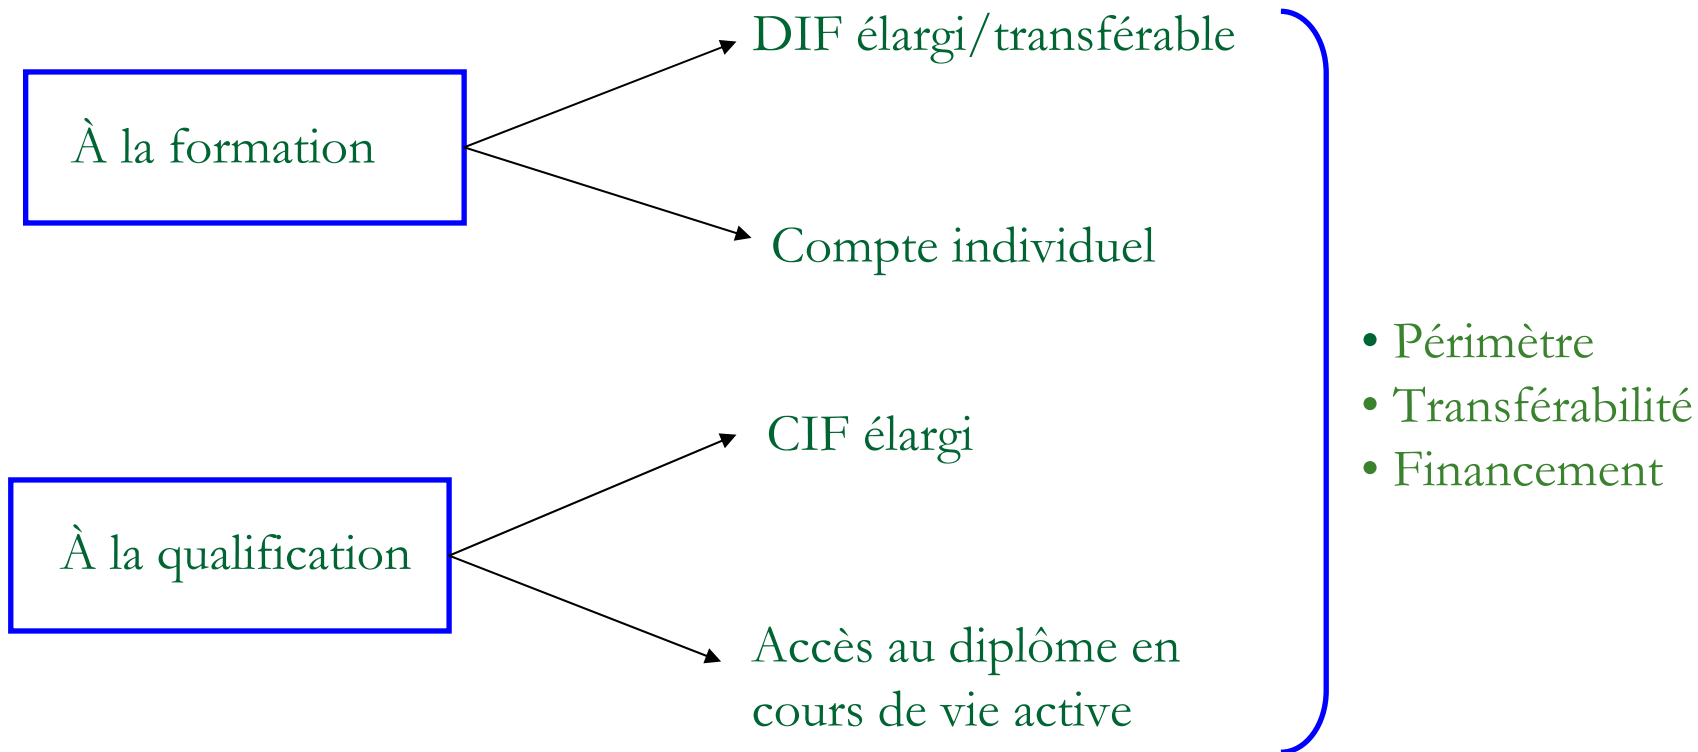 À la formation
DIF élargi/transférable
Compte individuel
À la qualification
CIF élargi
Accès au diplôme en
cours de vie active
• Périmètre
• Transférabilité
• Financement